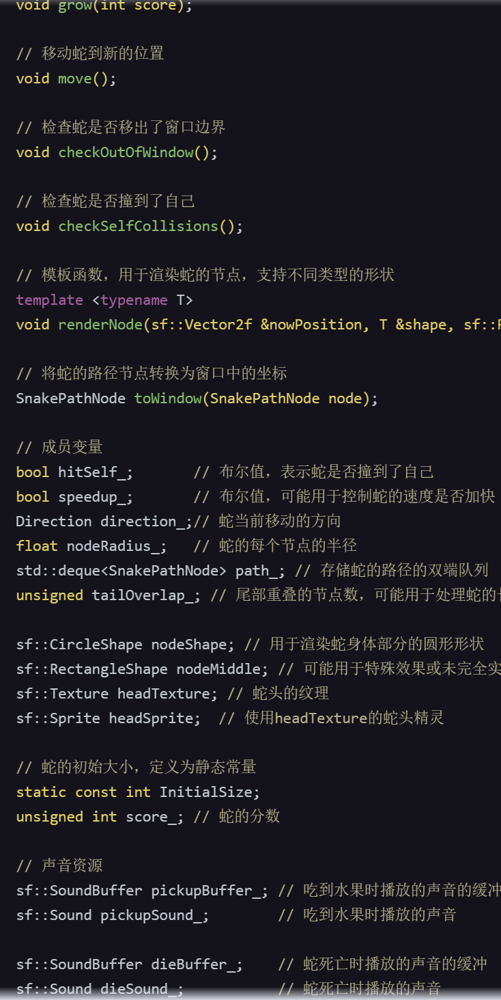 void grow(int score);
// 移动蛇到新的位置
void move();
// 检查蛇是否移出了窗口边界
void checkOutOfWindow();
// 检查蛇是否撞到了自己
void checkSelfCollisions();
// 模板函数，用于渲染蛇的节点，支持不同类型的形状
template <typename T>
void renderNode(sf::Vector2f &nowPosition, T &shape, sf::R
// 将蛇的路径节点转换为窗口中的坐标
SnakePathNode toWindow(SnakePathNode node);
// 成员变量
bool hitSelf_;       // 布尔值，表示蛇是否撞到了自己
bool speedup_;       // 布尔值，可能用于控制蛇的速度是否加快
Direction direction_;// 蛇当前移动的方向
float nodeRadius_;   // 蛇的每个节点的半径
std::deque<SnakePathNode> path_; // 存储蛇的路径的双端队列
unsigned tailOverlap_; // 尾部重叠的节点数，可能用于处理蛇的
sf::CircleShape nodeShape; // 用于渲染蛇身体部分的圆形形状
sf::RectangleShape nodeMiddle; // 可能用于特殊效果或未完全实
sf::Texture headTexture; // 蛇头的纹理
sf::Sprite headSprite;  // 使用headTexture的蛇头精灵
// 蛇的初始大小，定义为静态常量
static const int InitialSize;
unsigned int score_; // 蛇的分数
// 声音资源
sf::SoundBuffer pickupBuffer_; // 吃到水果时播放的声音的缓冲
sf::Sound pickupSound_;        // 吃到水果时播放的声音
sf::SoundBuffer dieBuffer_;    // 蛇死亡时播放的声音的缓冲
sf::Sound dieSound_;           // 蛇死亡时播放的声音